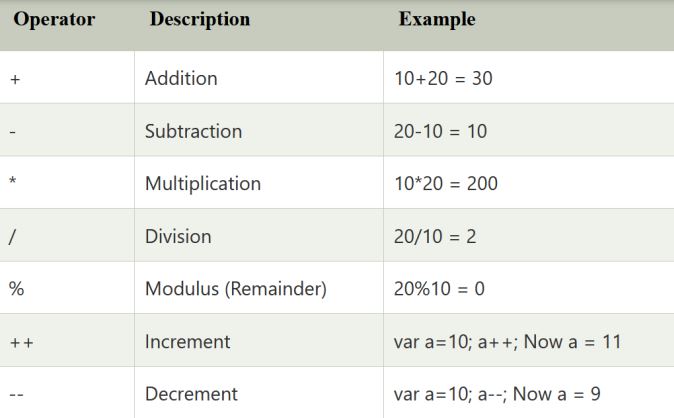 Operator Description Example
+ Addition 10+20 = 30
- Subtraction 20-10 = 10
* Multiplication 10*20 = 200
/ Division 20/10 = 2
% Modulus (Remainder) 20%10 = 0
++ Increment var a=10; a++; Now a = 11
-- Decrement var a=10; a--; Now a = 9